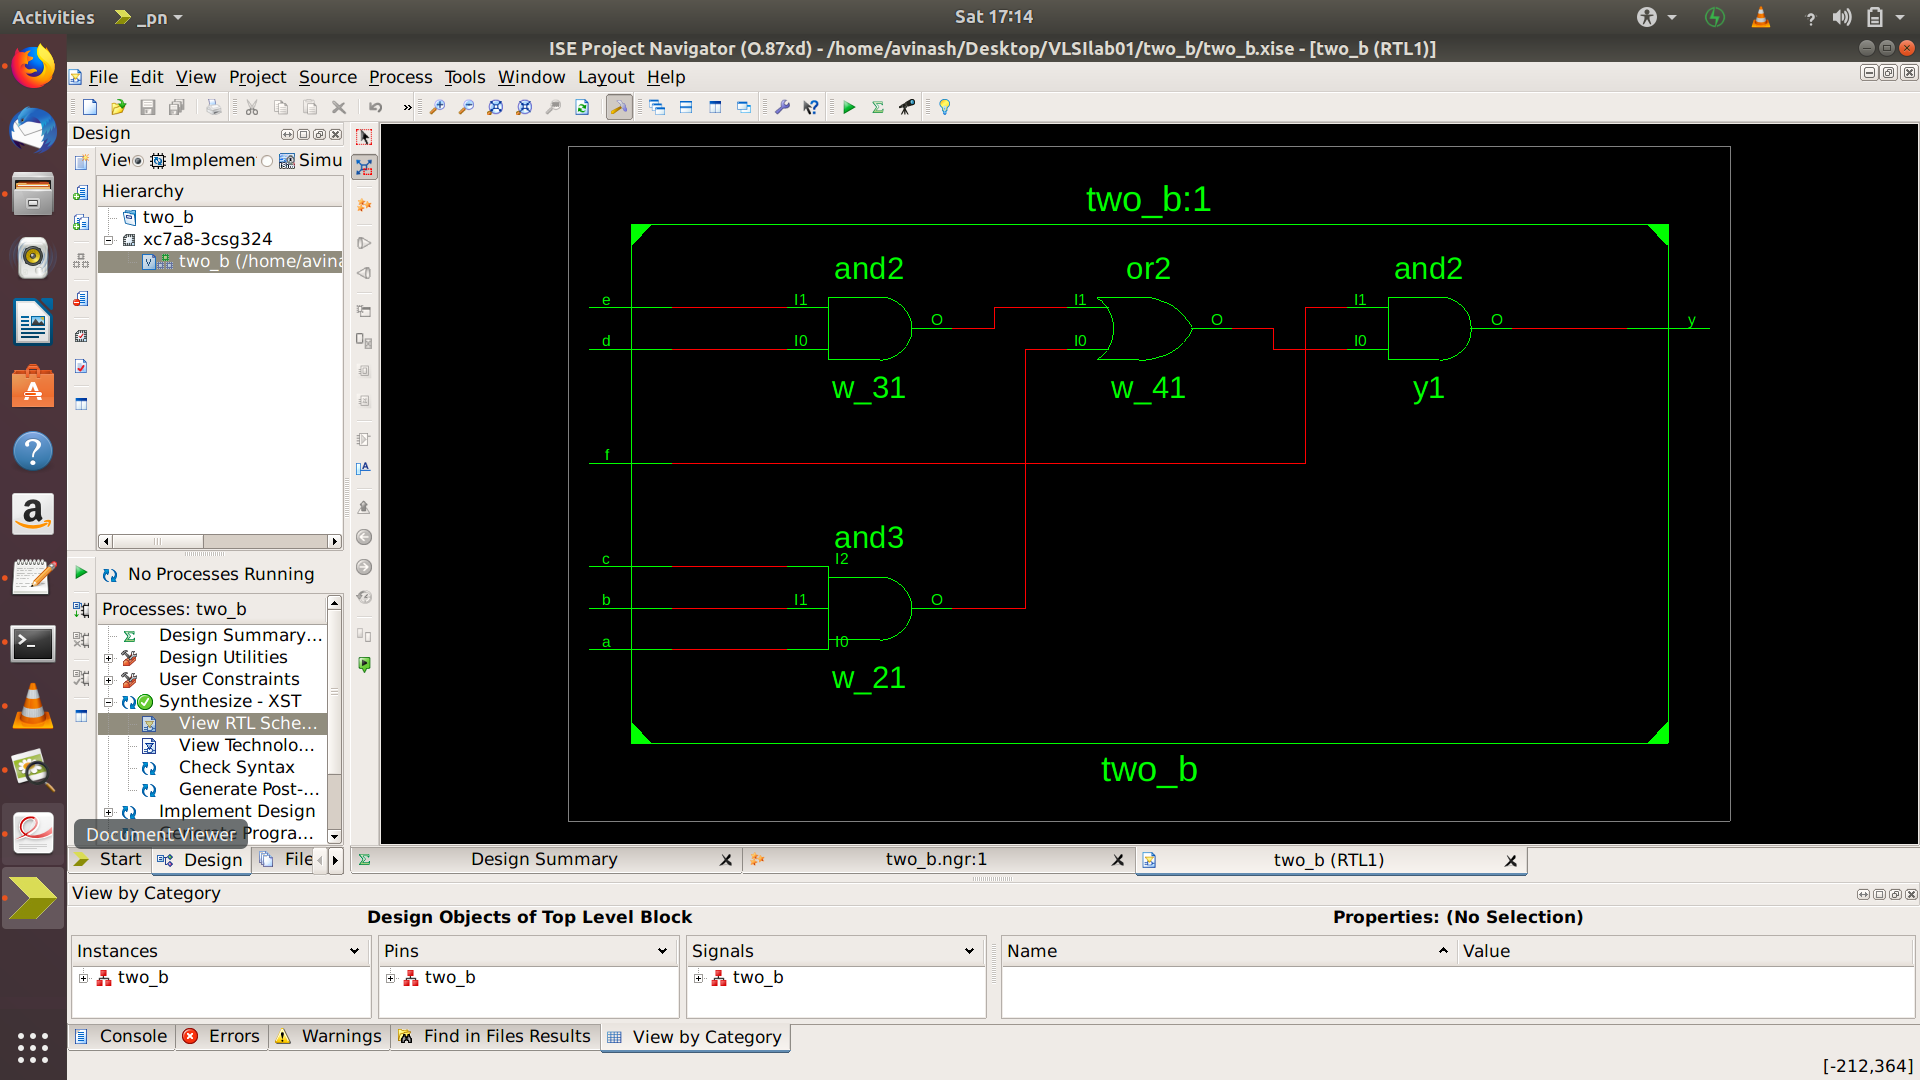 Activities
_pn
Sat 17:14
ISE Project Navigator (O.87xd) - /home/avinash/Desktop/VLSIlab01/two_b/two_b.xise - [two_b (RTL1)]
File Edit View Project Source Process Tools Window Layout Help
Design
Implemen
Simu
Hierarchy
two_b
xc7a8-3csg324
two_b (/home/avina
No Processes Running
Processes: two_b
Design Summary...
Design Utilities
User Constraints
Synthesize - XST
View RTL Sche...
View Technolo...
Check Syntax
Generate Post-...
Implement Design
Document Viewer
Progra...
Start
Design
File
two_b:1
and2
or2
and2
e
I1
O
I1
O
I1
O
y
d
I0
I0
I0
w_31
w_41
y1
f
and3
c
I2
b
I1
O
a
I0
w_21
two_b
Design Summary
two_b.ngr:1
two_b (RTL1)
View by Category
Design Objects of Top Level Block
Properties: (No Selection)
Instances
Pins
Signals
Name
Value
two_b
two_b
two_b
Console
Errors
Warnings
Find in Files Results
View by Category
[-212,364]